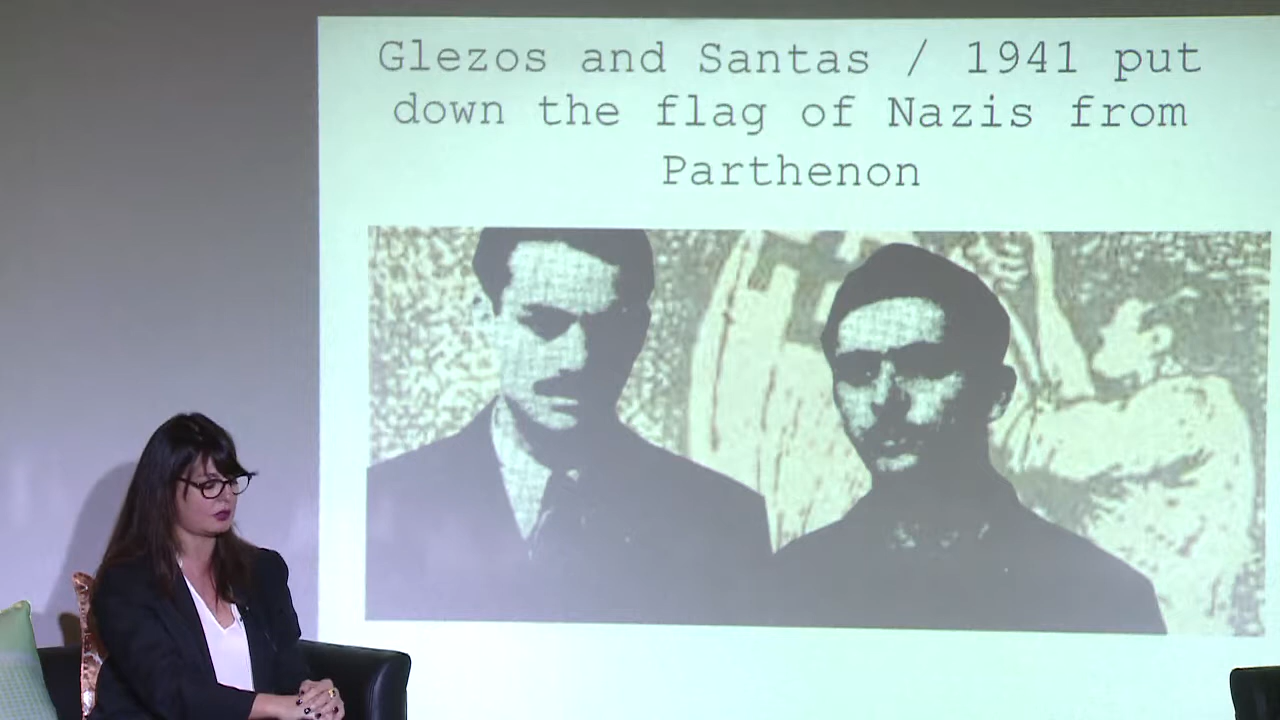 Glezos and Santas / 1941 put
down the flag of Nazis from
Parthenon